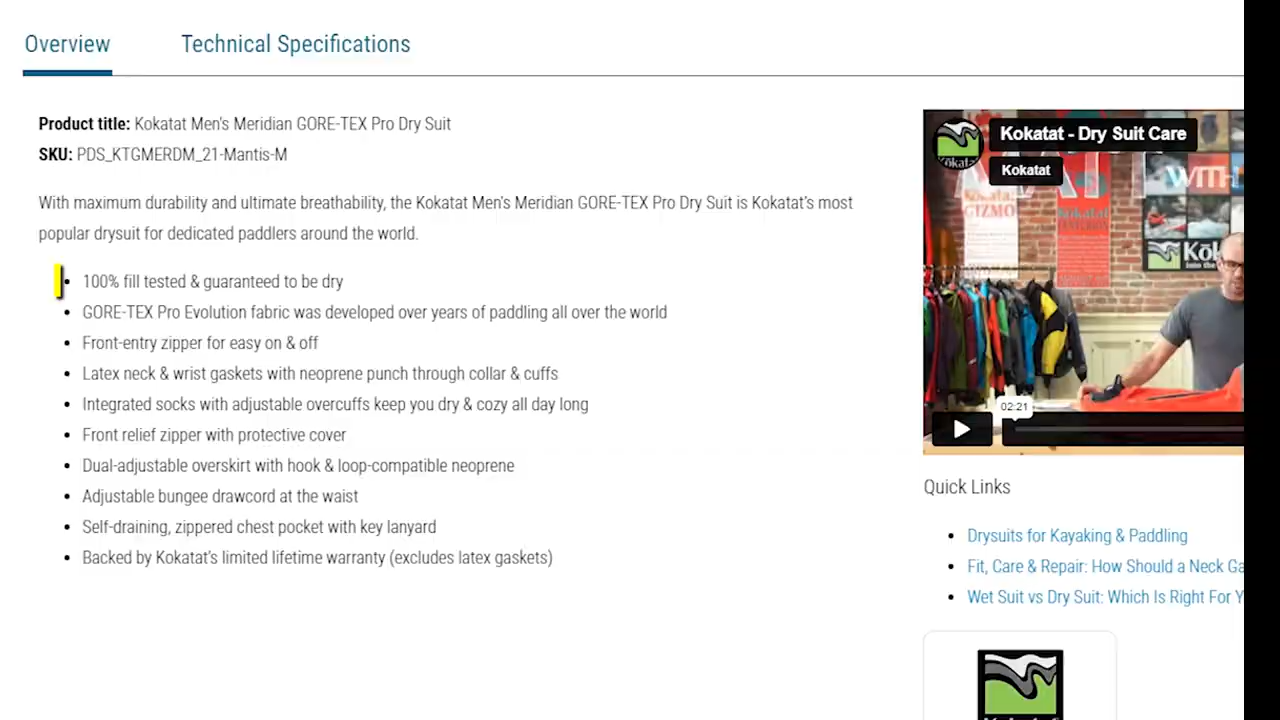 Overview
Technical Specifications
Product title: Kokatat Men's Meridian GORE-TEX Pro Dry Suit
SKU: PDS_KTGMERDM_21-Mantis-M
With maximum durability and ultimate breathability, the Kokatat Men's Meridian GORE-TEX Pro Dry Suit is Kokatat's most
popular drysuit for dedicated paddlers around the world.
• 100% fill tested & guaranteed to be dry
• GORE-TEX Pro Evolution fabric was developed over years of paddling all over the world
• Front-entry zipper for easy on & off
• Latex neck & wrist gaskets with neoprene punch through collar & cuffs
• Integrated socks with adjustable overcuffs keep you dry & cozy all day long
• Front relief zipper with protective cover
• Dual-adjustable overskirt with hook & loop-compatible neoprene
• Adjustable bungee drawcord at the waist
• Self-draining, zippered chest pocket with key lanyard
• Backed by Kokatat's limited lifetime warranty (excludes latex gaskets)
Kokatat - Dry Suit Care
Kokatat
Kokatat
WITH
GIZMO
Kokatat
02:21
Quick Links
• Drysuits for Kayaking & Paddling
• Fit, Care & Repair: How Should a Neck Ga
• Wet Suit vs Dry Suit: Which Is Right For Y
Kokatat